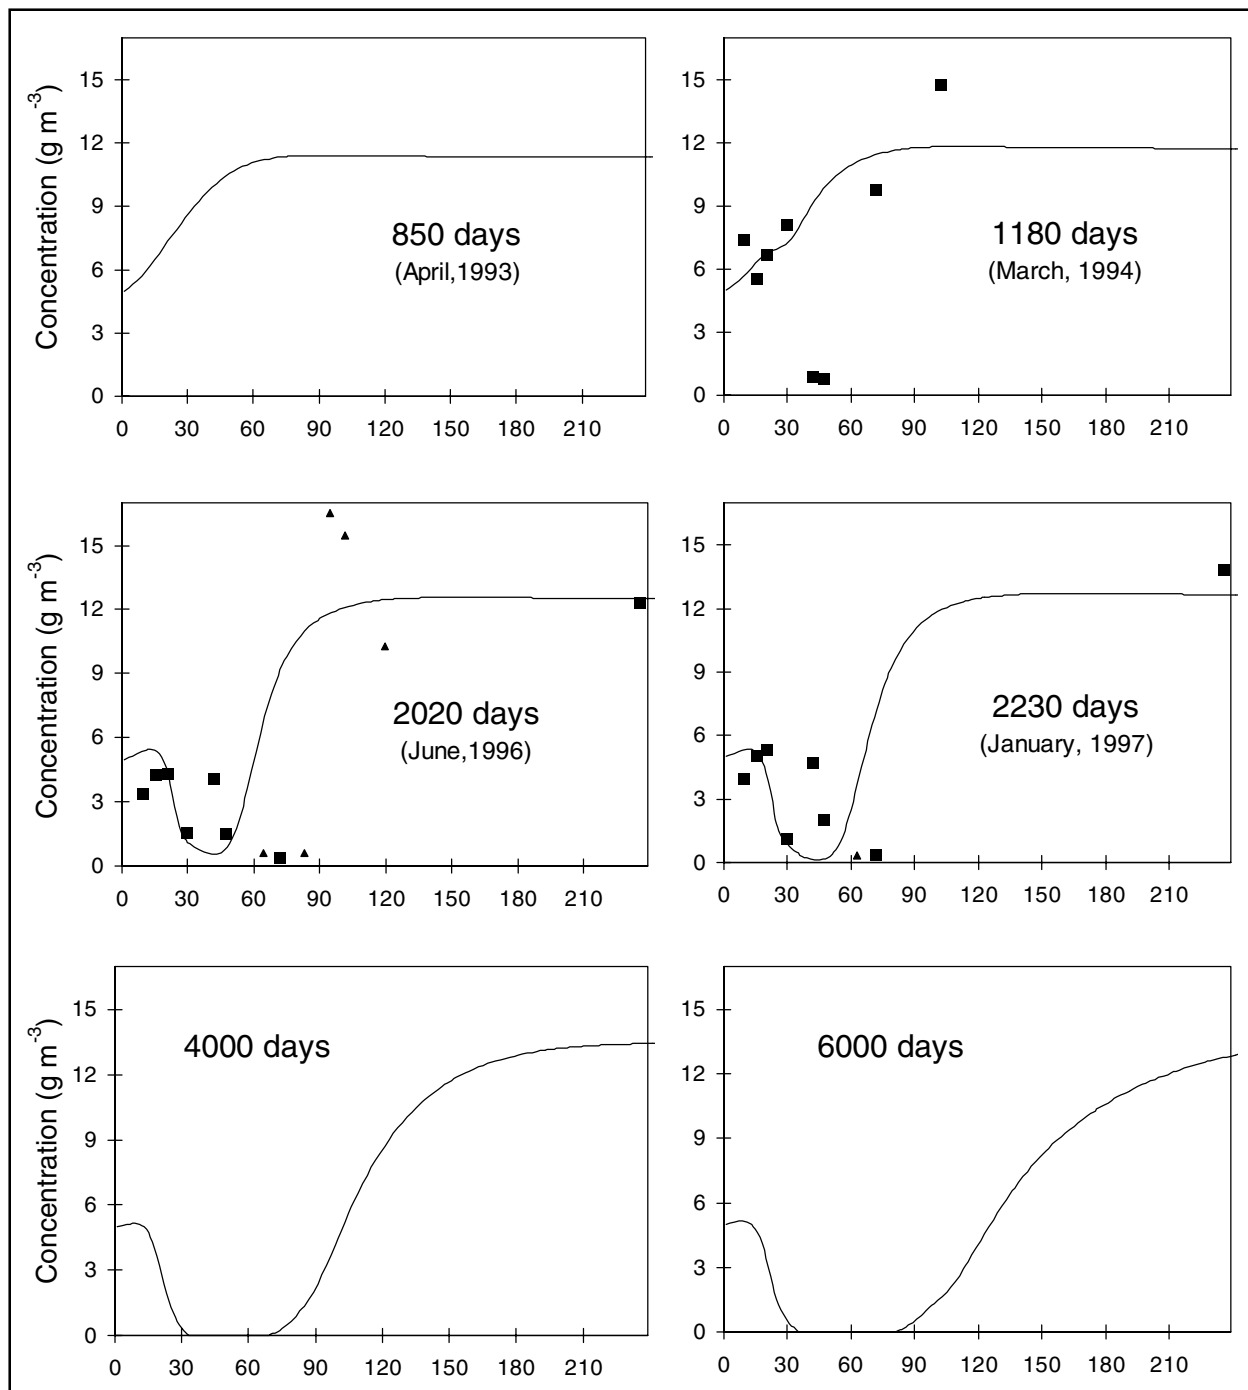 Concentration (g m⁻³)
15
12
9
6
3
0
0 30 60 90 120 150 180 210
850 days
(April,1993)
15
12
9
6
3
0
0 30 60 90 120 150 180 210
1180 days
(March, 1994)
Concentration (g m⁻³)
15
12
9
6
3
0
0 30 60 90 120 150 180 210
2020 days
(June,1996)
15
12
9
6
3
0
0 30 60 90 120 150 180 210
2230 days
(January, 1997)
Concentration (g m⁻³)
15
12
9
6
3
0
0 30 60 90 120 150 180 210
4000 days
15
12
9
6
3
0
0 30 60 90 120 150 180 210
6000 days